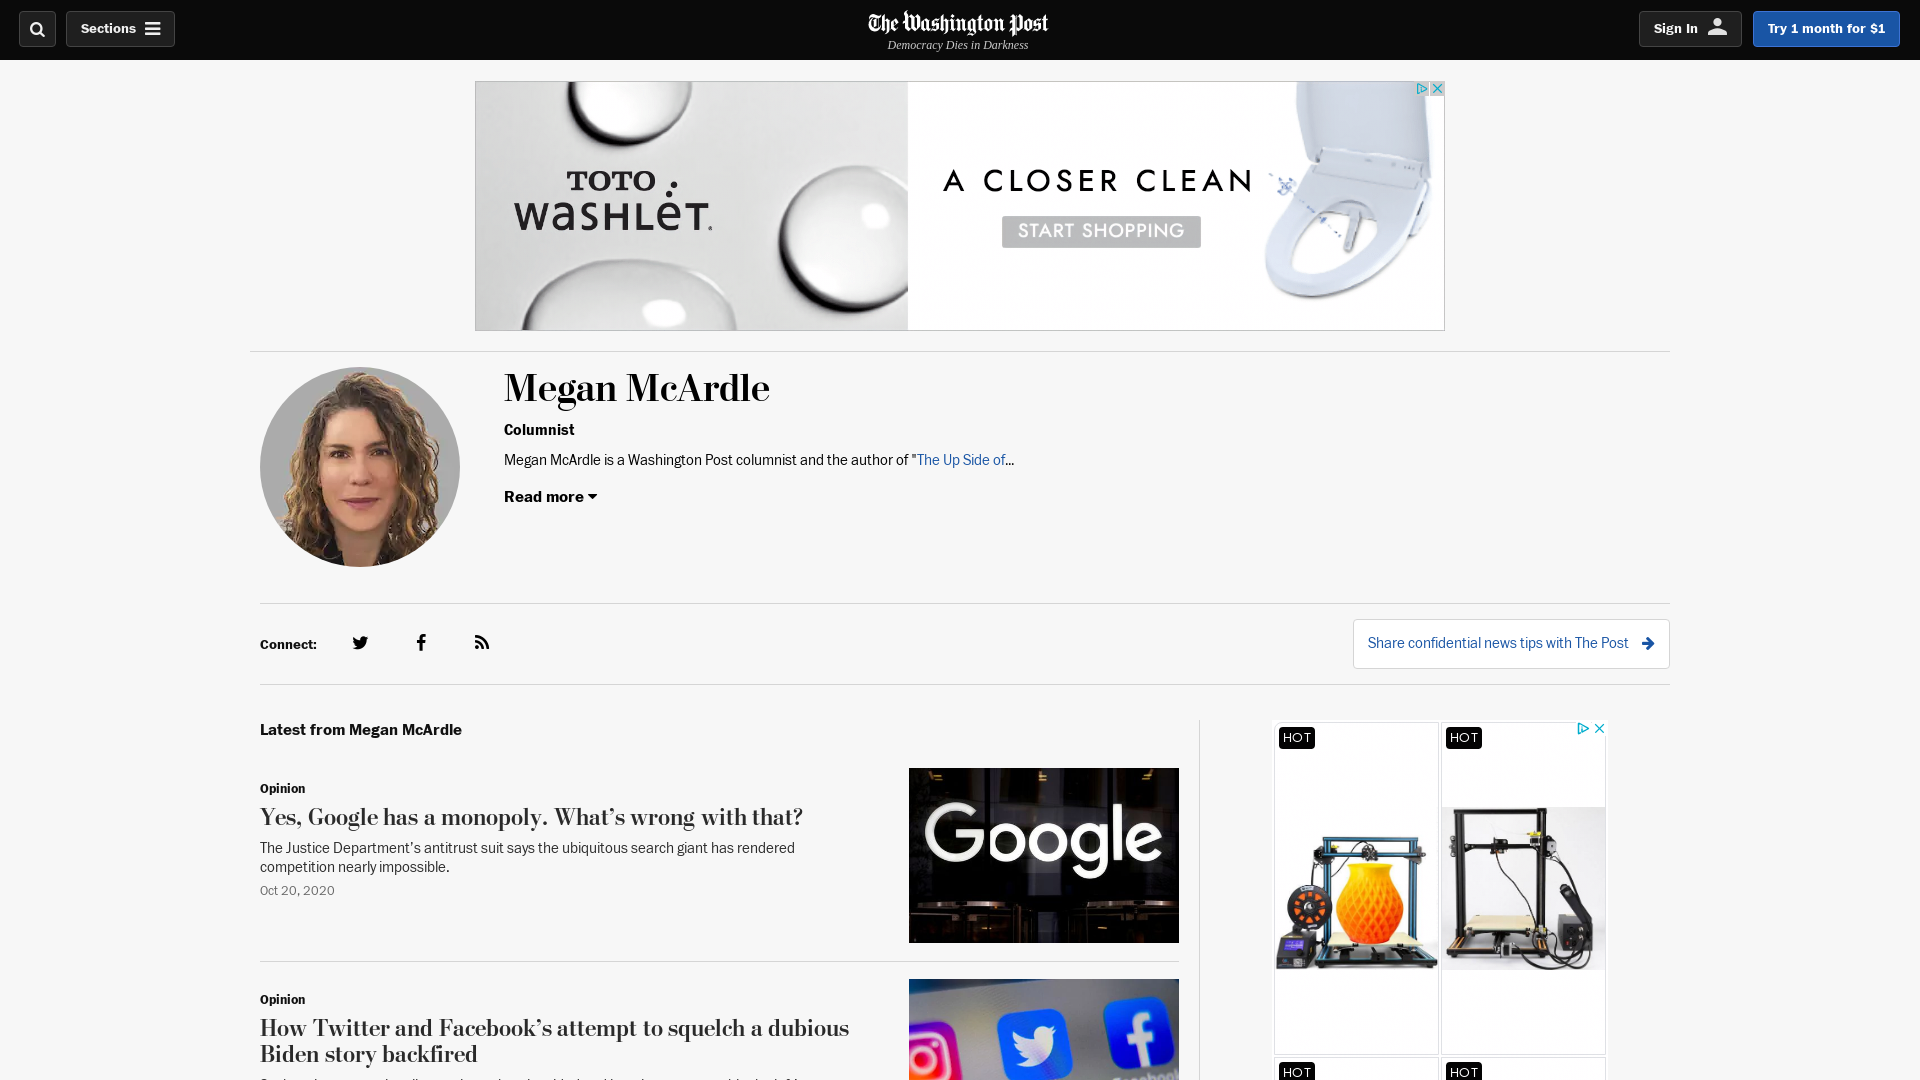 Sections
The Washington Post
Democracy Dies in Darkness
Sign In
Try 1 month for $1
TOTO
WASHLET
A CLOSER CLEAN
START SHOPPING
Megan McArdle
Columnist
Megan McArdle is a Washington Post columnist and the author of "The Up Side of...
Read more
Connect:
Share confidential news tips with The Post
Latest from Megan McArdle
Opinion
Yes, Google has a monopoly. What’s wrong with that?
The Justice Department’s antitrust suit says the ubiquitous search giant has rendered
competition nearly impossible.
Oct 20, 2020
Google
Opinion
How Twitter and Facebook’s attempt to squelch a dubious
Biden story backfired
HOT
HOT
HOT
HOT